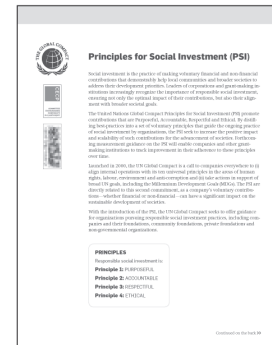 THE GLOBAL COMPACT
Principles for Social Investment (PSI)
Social investment is the practice of making voluntary financial and non-financial
contributions that demonstrably help local communities and broader societies to
address their development priorities. Leaders of corporations and grant-making in-
stitutions increasingly recognize the importance of responsible social investment,
ensuring not only the optimal impact of their contributions, but also their align-
ment with broader societal goals.
The United Nations Global Compact Principles for Social Investment (PSI) promote
contributions that are Purposeful, Accountable, Respectful and Ethical. By distill-
ing best-practices into a set of voluntary principles that guide the ongoing practice
of social investment by organizations, the PSI seek to increase the positive impact
and scalability of such contributions for the advancement of societies. Forthcom-
ing measurement guidance on the PSI will enable companies and other grant-
making institutions to track improvement in their adherence to these principles
over time.
Launched in 2000, the UN Global Compact is a call to companies everywhere to (i)
align internal operations with its ten universal principles in the areas of human
rights, labour, environment and anti-corruption and (ii) take actions in support of
broad UN goals, including the Millennium Development Goals (MDGs). The PSI are
directly related to this second commitment, as a company's voluntary contribu-
tions—whether financial or non-financial—can have a significant impact on the
sustainable development of societies.
With the introduction of the PSI, the UN Global Compact seeks to offer guidance
for organizations pursuing responsible social investment practices, including com-
panies and their foundations, community foundations, private foundations and
non-governmental organizations.
PRINCIPLES
Responsible social investment is:
Principle 1: PURPOSEFUL
Principle 2: ACCOUNTABLE
Principle 3: RESPECTFUL
Principle 4: ETHICAL
Continued on the back